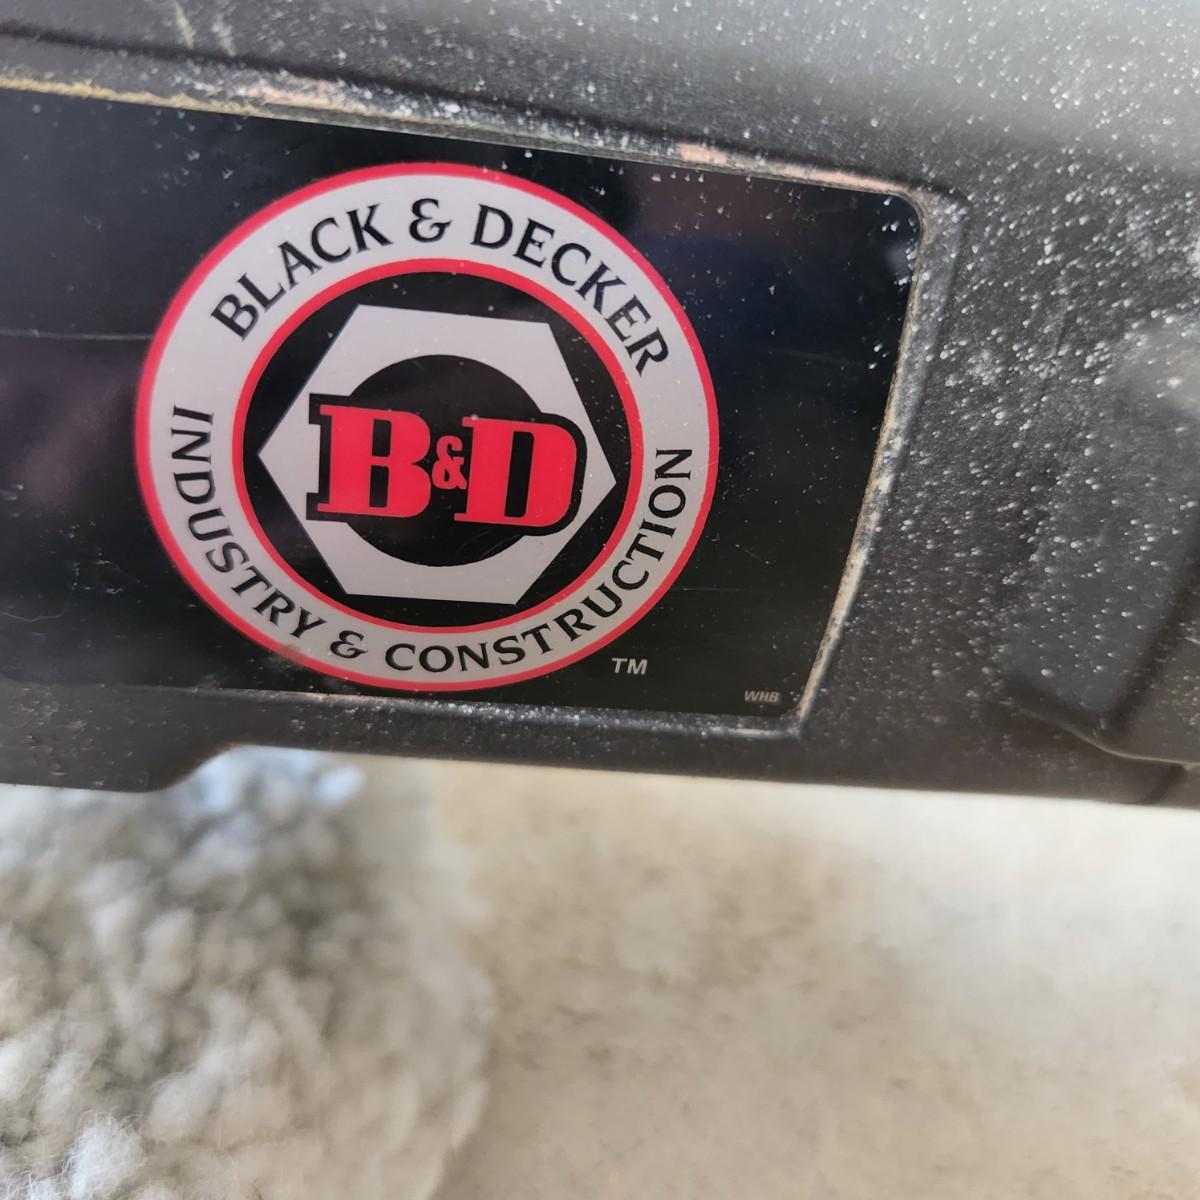 BLACK & DECKER
B&D
INDUSTRY & CONSTRUCTION
TM
WHB